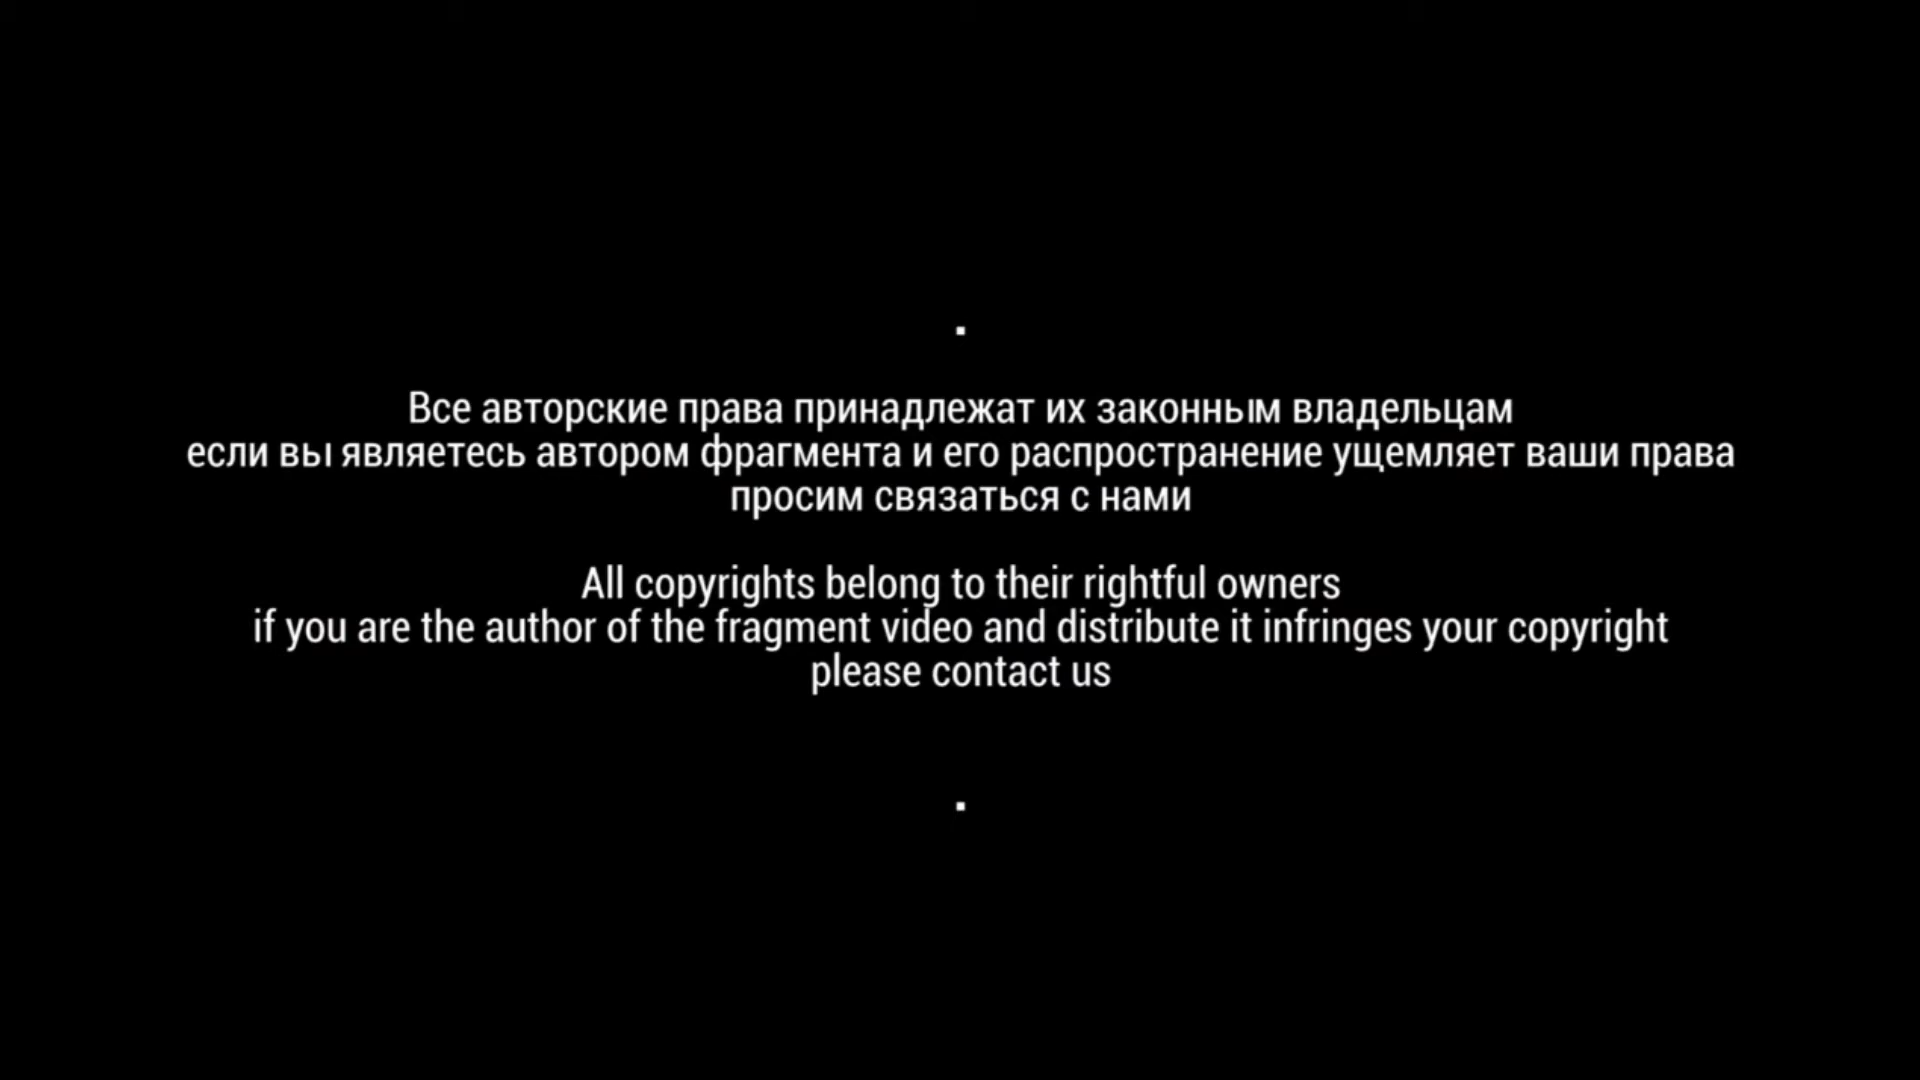 .
Все авторские права принадлежат их законным владельцам
если вы являетесь автором фрагмента и его распространение ущемляет ваши права
просим связаться с нами
All copyrights belong to their rightful owners
if you are the author of the fragment video and distribute it infringes your copyright
please contact us
.